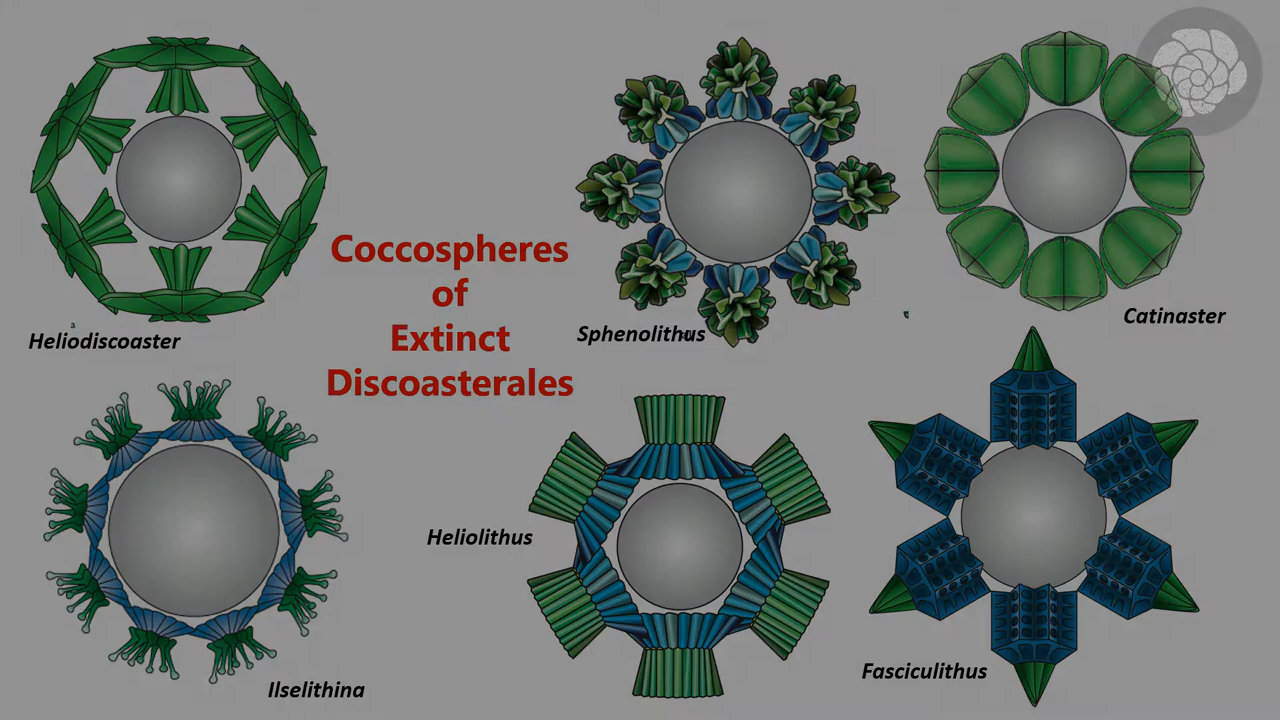 Coccospheres
of
Extinct
Discoasterales
Heliodiscoaster
Sphenolithus
Catinaster
Ilselithina
Heliolithus
Fasciculithus